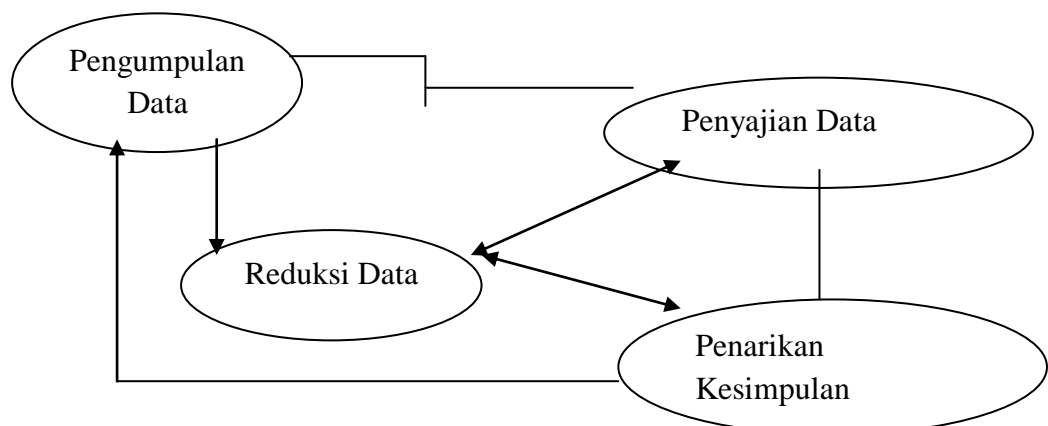 Pengumpulan
Data
Penyajian Data
Reduksi Data
Penarikan
Kesimpulan